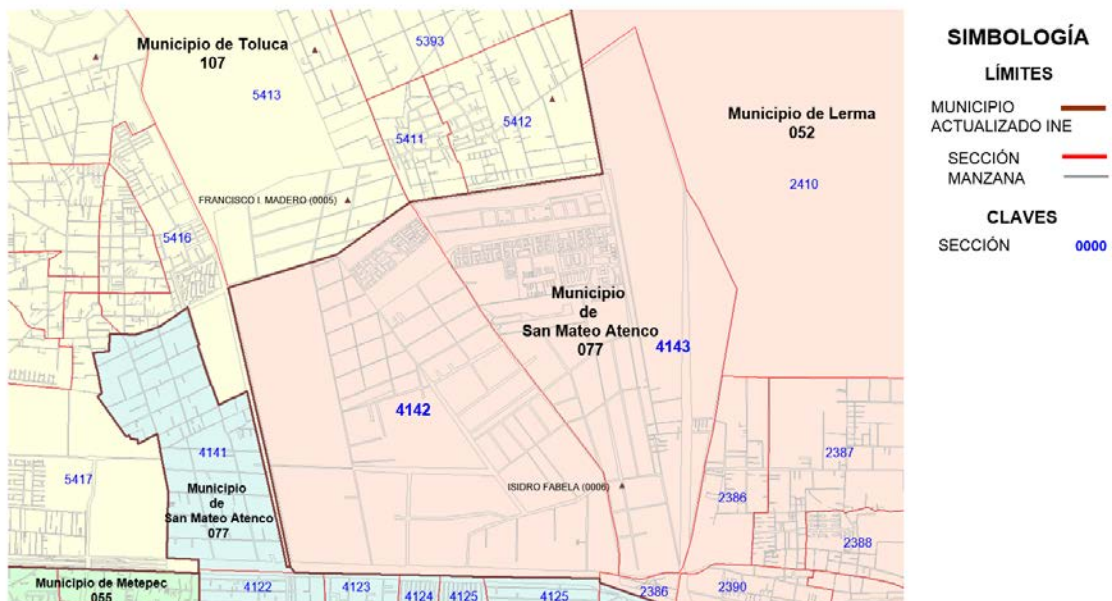 Municipio de Toluca
107
5393
5413
5411
5412
Municipio de Lerma
052
2410
FRANCISCO I. MADERO (0005)
5416
Municipio
de
San Mateo Atenco
077
4143
4142
4141
5417
Municipio
de
San Mateo Atenco
077
ISIDRO FABELA (0006)
2387
2386
2388
Municipio de Metepec
055
4122
4123
4124
4125
4125
2386
2390
SIMBOLOGÍA
LÍMITES
MUNICIPIO
ACTUALIZADO INE
SECCIÓN
MANZANA
CLAVES
SECCIÓN 0000